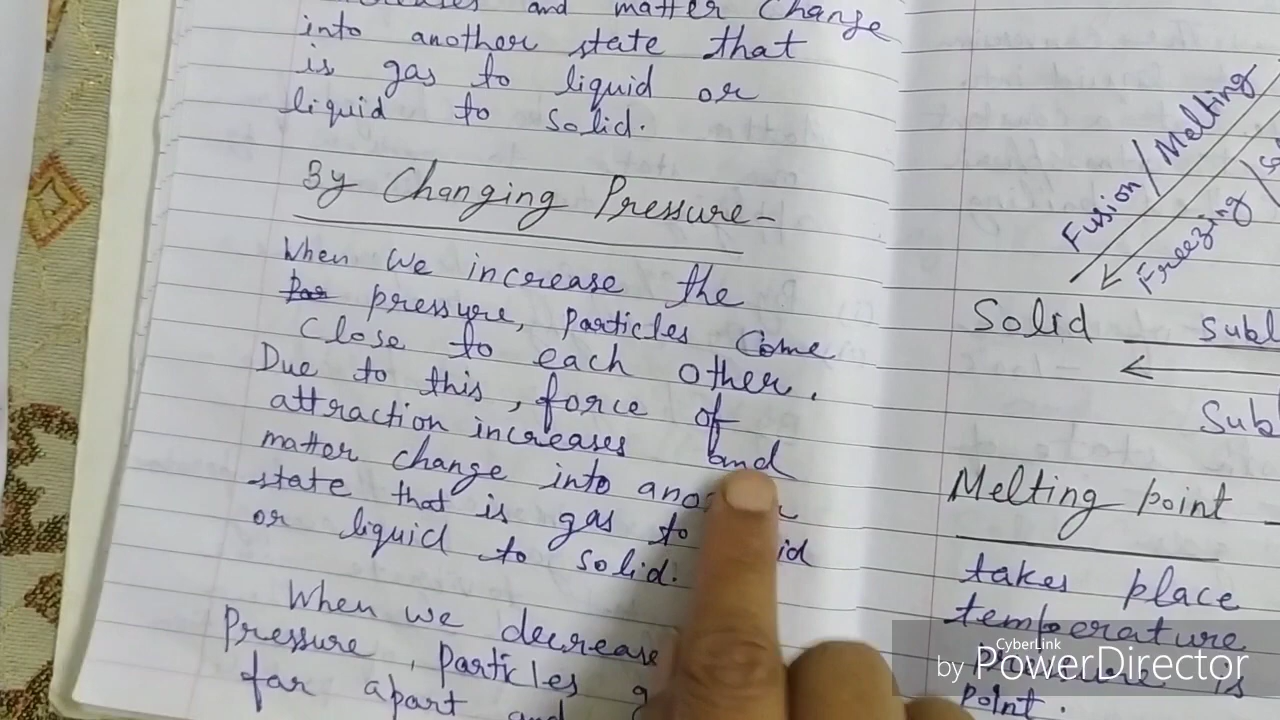 and matter Change
into another state that
is gas to liquid or
liquid to solid.
By Changing Pressure-
When we increase the
pressure, Particles Come
Close to each other.
Due to this, force of
attraction increases and
matter change into
state that is gas to
or liquid to solid.
When we decrease
Pressure, Particles
far apart and
Fusion/Melting
Freezing
Solid
Melting point
takes place
temperature
pressure is
point.
CyberLink
by PowerDirector